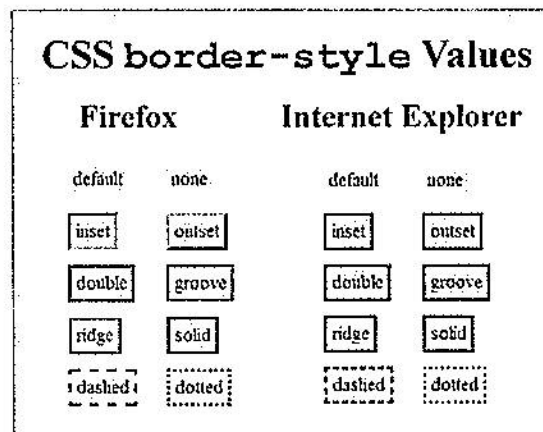 CSS border-style Values
Firefox Internet Explorer
default none default none
inset outset inset outset
double groove double groove
ridge solid ridge solid
dashed dotted dashed dotted